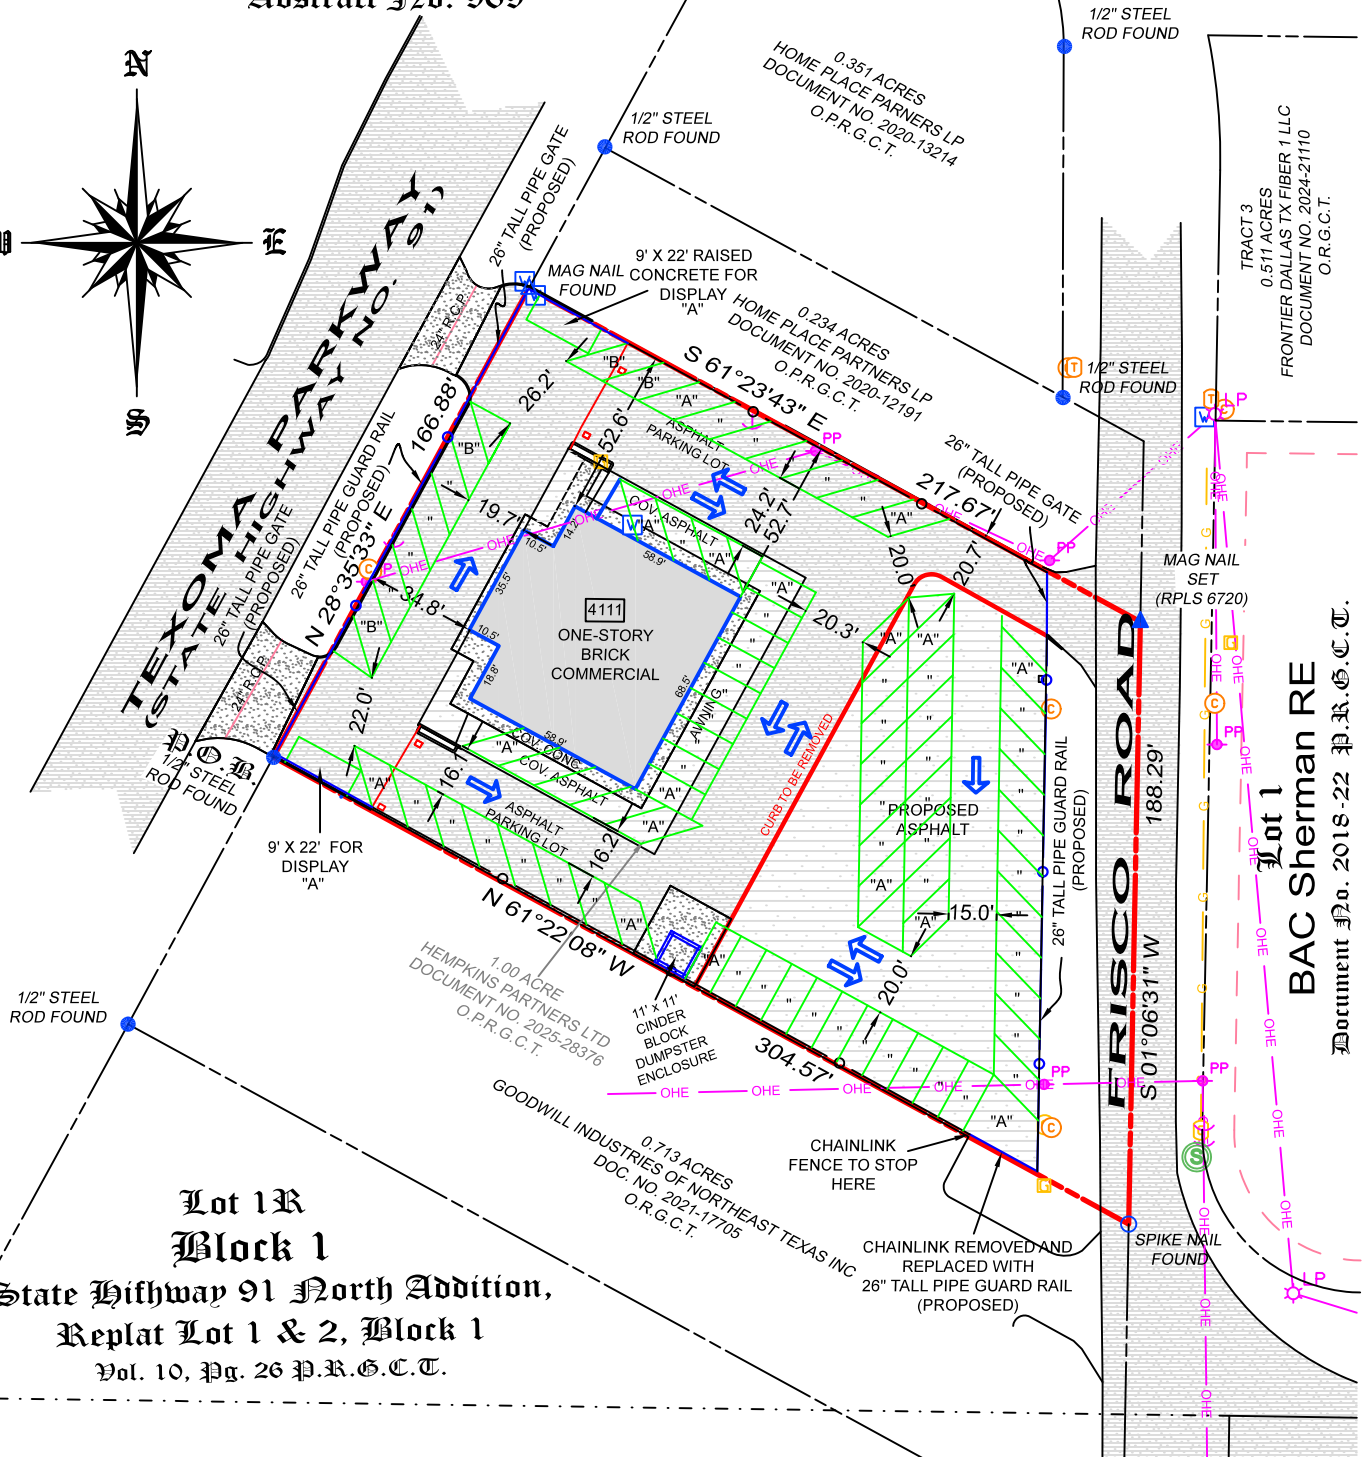 Abstract No. 969
1/2" STEEL
ROD FOUND
N
E
S
1/2" STEEL
ROD FOUND
0.351 ACRES
HOME PLACE PARNERS LP
DOCUMENT NO. 2020-13214
O.P.R.G.C.T.
TRACT 3
0.511 ACRES
FRONTIER DALLAS TX FIBER 1 LLC
DOCUMENT NO. 2024-21110
O.R.G.C.T.
26" TALL PIPE GATE
(PROPOSED)
MAG NAIL
FOUND
9' X 22' RAISED
CONCRETE FOR
DISPLAY
"A"
0.234 ACRES
HOME PLACE PARTNERS LP
DOCUMENT NO. 2020-12191
O.P.R.G.C.T.
1/2" STEEL
ROD FOUND
TEXOMA PARKWAY
(STATE HIGHWAY NO. 91)
24" R.C.P.
S 61°23'43" E
217.67'
26" TALL PIPE GATE
(PROPOSED)
MAG NAIL
SET
(RPLS 6720)
N 28°35'33" E
166.88'
26" TALL PIPE GUARD RAIL
(PROPOSED)
26" TALL PIPE GATE
(PROPOSED)
24" R.C.P.
26.2'
52.6'
19.7'
34.8'
22.0'
24.2'
52.7'
20.0'
20.7'
20.3'
16.1'
16.2'
15.0'
20.0'
ASPHALT
PARKING LOT
COV. ASPHALT
"A"
"B"
"B"
"A"
"B"
"B"
"A"
"A"
4111
ONE-STORY
BRICK
COMMERCIAL
10.5'
14.2'
58.9'
35.5'
10.5'
18.8'
58.9'
68.5'
AWNING
COV. CONC.
COV. ASPHALT
ASPHALT
PARKING LOT
CURB TO BE REMOVED
PROPOSED
ASPHALT
26" TALL PIPE GUARD RAIL
(PROPOSED)
FRISCO ROAD
S 01°06'31" W
188.29'
P.O.B.
1/2" STEEL
ROD FOUND
9' X 22' FOR
DISPLAY
"A"
N 61°22'08" W
304.57'
1.00 ACRE
HEMPKINS PARTNERS LTD
DOCUMENT NO. 2025-28376
O.P.R.G.C.T.
11' x 11'
CINDER
BLOCK
DUMPSTER
ENCLOSURE
1/2" STEEL
ROD FOUND
GOODWILL INDUSTRIES OF NORTHEAST TEXAS INC
0.713 ACRES
DOC. NO. 2021-17705
O.R.G.C.T.
CHAINLINK
FENCE TO STOP
HERE
CHAINLINK REMOVED AND
REPLACED WITH
26" TALL PIPE GUARD RAIL
(PROPOSED)
SPIKE NAIL
FOUND
Lot 1
BAC Sherman RE
Document No. 2018-22 P.R.G.C.T.
OHE
PP
LP
PP
PP
PP
PP
LP
Lot 1R
Block 1
State Hifhway 91 North Addition,
Replat Lot 1 & 2, Block 1
Vol. 10, Pg. 26 P.R.G.C.T.